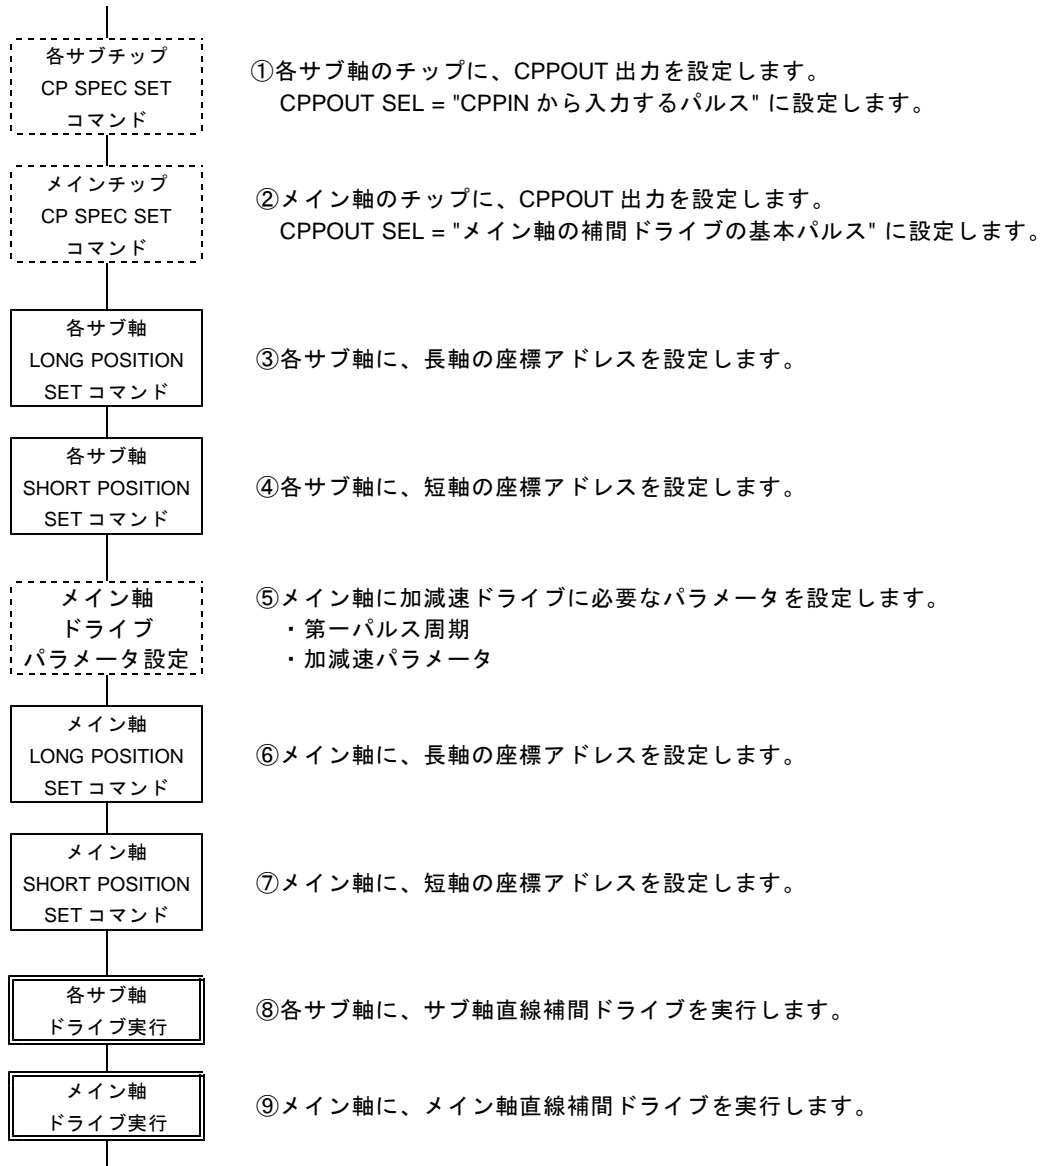 各サブチップ
CP SPEC SET
コマンド
①各サブ軸のチップに、CPPOUT 出力を設定します。
CPPOUT SEL = "CPPIN から入力するパルス" に設定します。
メインチップ
CP SPEC SET
コマンド
②メイン軸のチップに、CPPOUT 出力を設定します。
CPPOUT SEL = "メイン軸の補間ドライブの基本パルス" に設定します。
各サブ軸
LONG POSITION
SET コマンド
③各サブ軸に、長軸の座標アドレスを設定します。
各サブ軸
SHORT POSITION
SET コマンド
④各サブ軸に、短軸の座標アドレスを設定します。
メイン軸
ドライブ
パラメータ設定
⑤メイン軸に加減速ドライブに必要なパラメータを設定します。
・第一パルス周期
・加減速パラメータ
メイン軸
LONG POSITION
SET コマンド
⑥メイン軸に、長軸の座標アドレスを設定します。
メイン軸
SHORT POSITION
SET コマンド
⑦メイン軸に、短軸の座標アドレスを設定します。
各サブ軸
ドライブ実行
⑧各サブ軸に、サブ軸直線補間ドライブを実行します。
メイン軸
ドライブ実行
⑨メイン軸に、メイン軸直線補間ドライブを実行します。